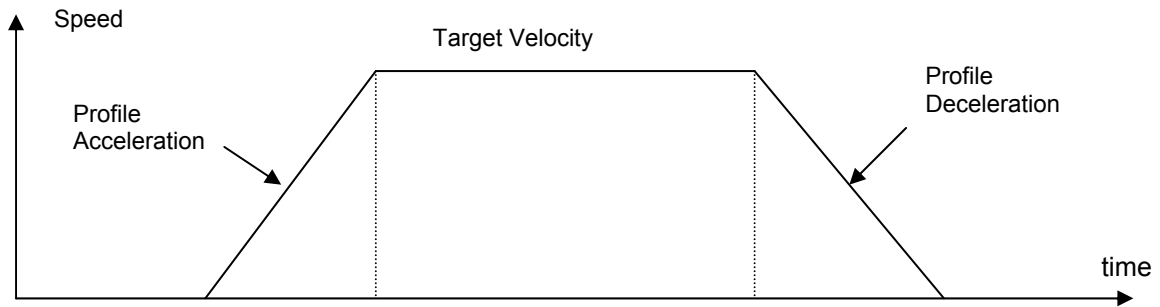 Speed
Target Velocity
Profile
Acceleration
Profile
Deceleration
time